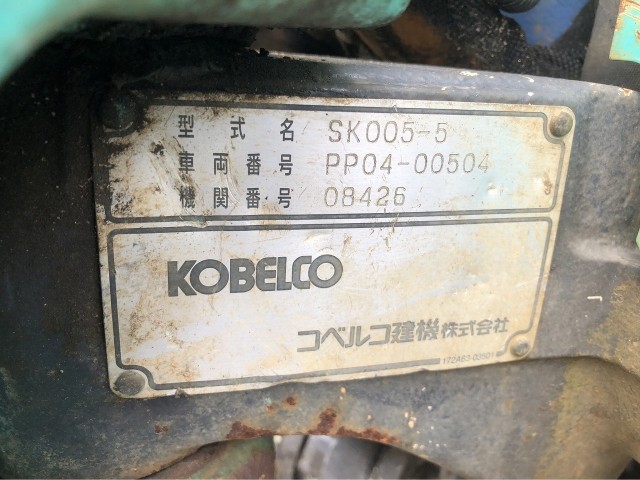 型式名 SK005-5
車両番号 PP04-00504
機関番号 08426
KOBELCO
コベルコ建機株式会社